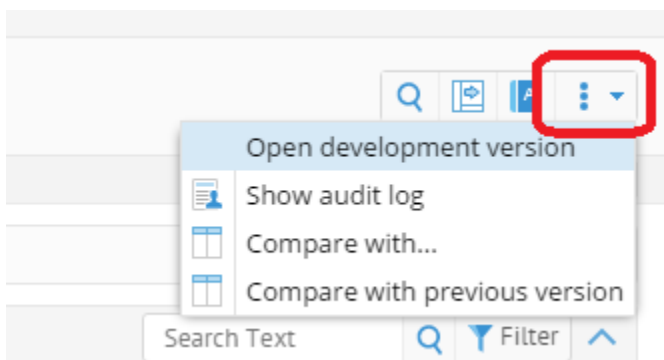 A
Open development version
Show audit log
Compare with...
Compare with previous version
Search Text
Filter